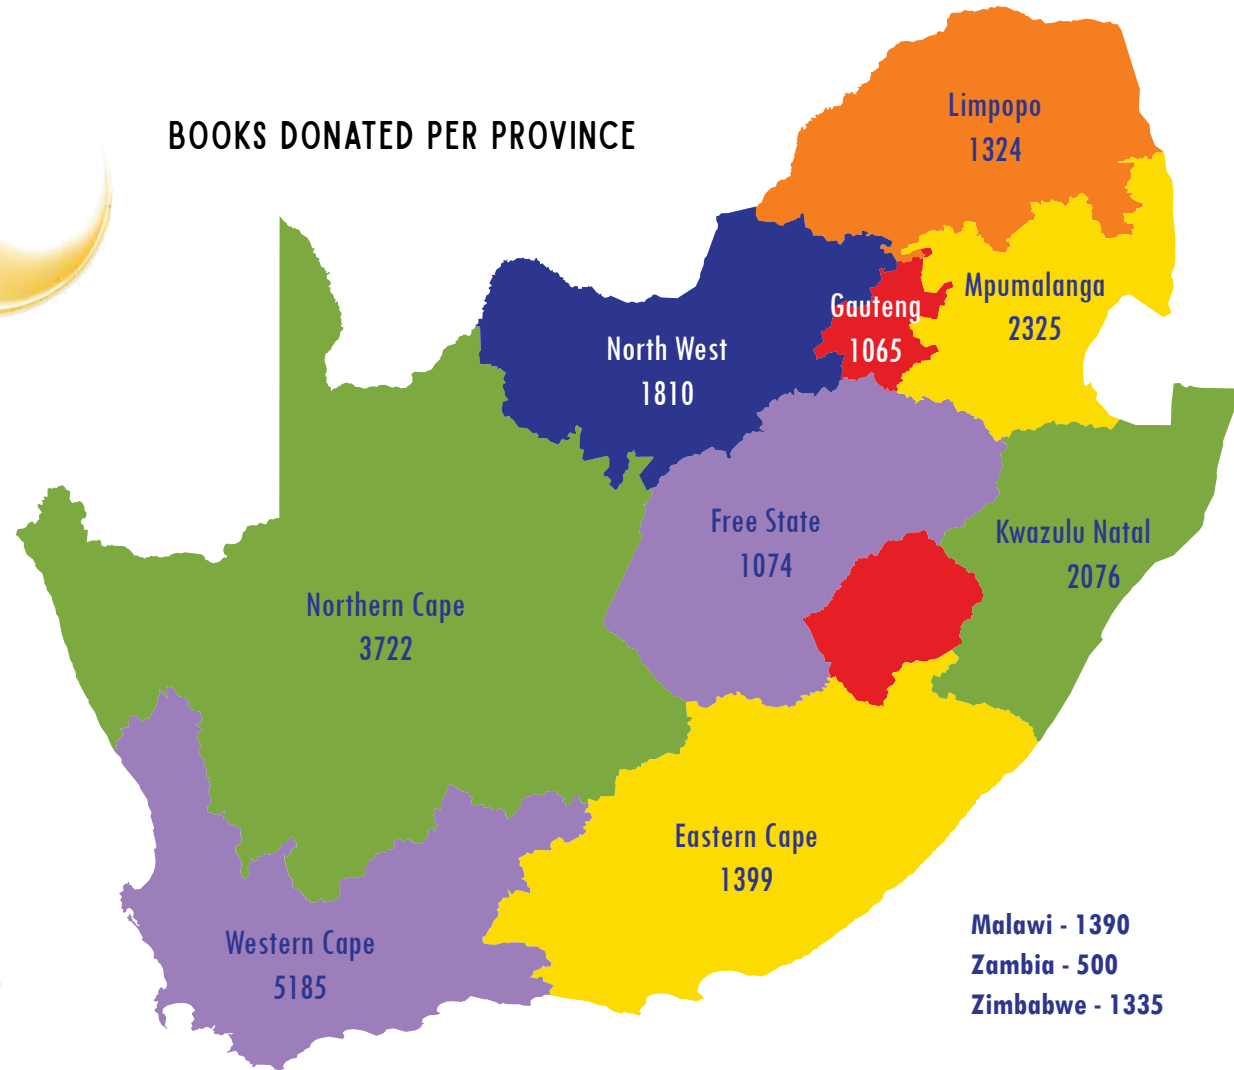 BOOKS DONATED PER PROVINCE
Limpopo
1324
Mpumalanga
2325
Gauteng
1065
North West
1810
Free State
1074
Kwazulu Natal
2076
Northern Cape
3722
Eastern Cape
1399
Western Cape
5185
Malawi - 1390
Zambia - 500
Zimbabwe - 1335